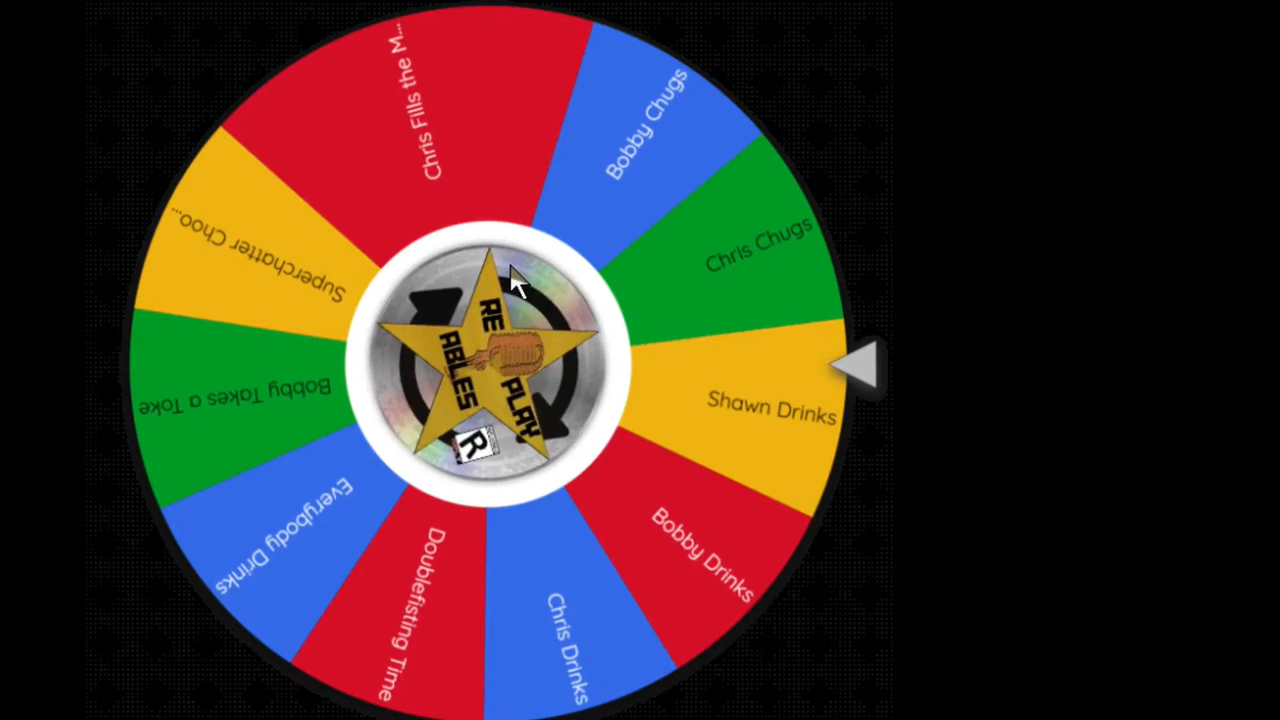 Chris Fills the M...
Bobby Chugs
Chris Chugs
Shawn Drinks
Bobby Drinks
Chris Drinks
Doublefisting Time
Everybody Drinks
Bobby Takes a Toke
Superchatter Choo...
RE
PLAY
ABLES
R